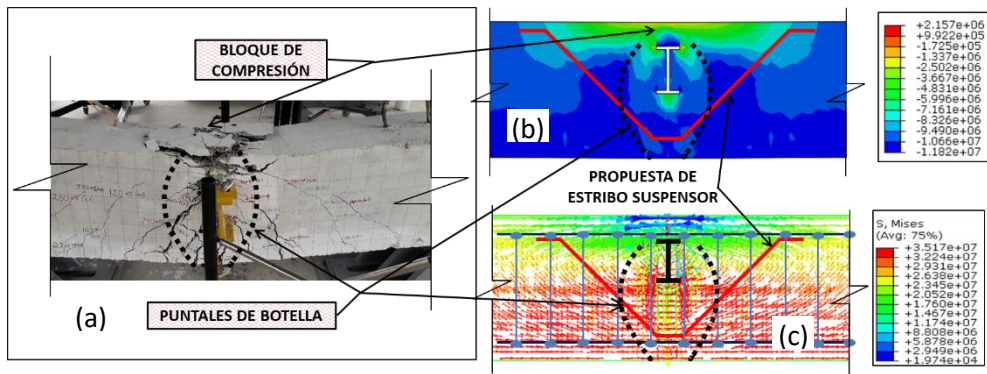 BLOQUE DE
COMPRESIÓN
(a)
PUNTALES DE BOTELLA
(b)
PROPUESTA DE
ESTRIBO SUSPENSOR
(c)
+2.157e+06
+9.922e+05
-1.725e+05
-1.337e+06
-2.502e+06
-3.667e+06
-4.831e+06
-5.996e+06
-7.161e+06
-8.326e+06
-9.490e+06
-1.066e+07
-1.182e+07
S, Mises
(Avg: 75%)
+3.517e+07
+3.224e+07
+2.931e+07
+2.638e+07
+2.345e+07
+2.052e+07
+1.760e+07
+1.467e+07
+1.174e+07
+8.808e+06
+5.878e+06
+2.949e+06
+1.974e+04